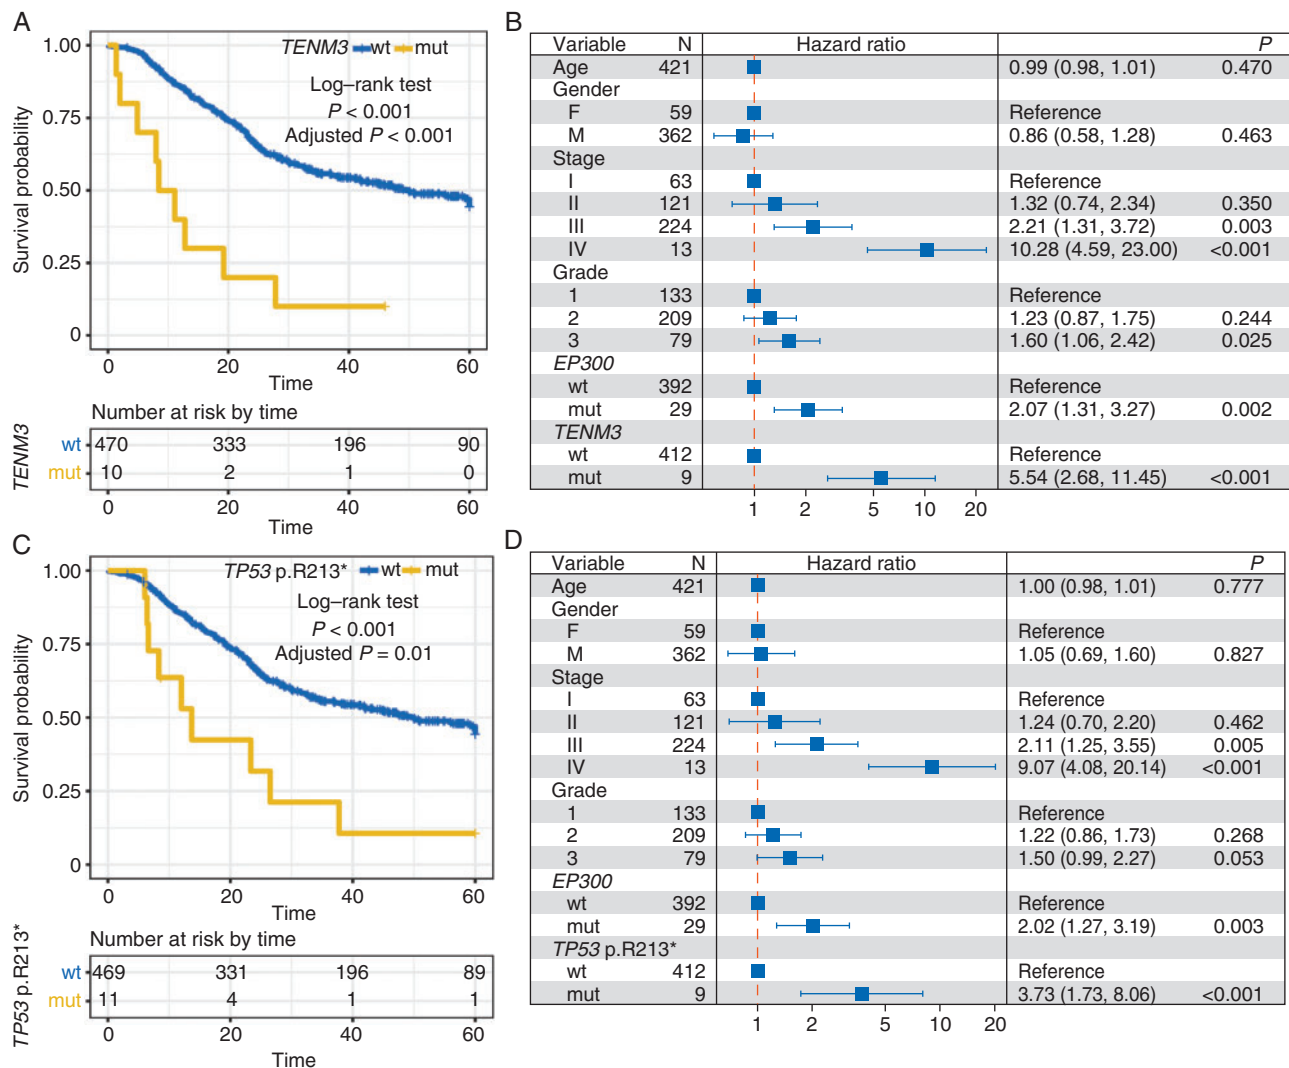 A
TENM3 wt mut
Log–rank test
P < 0.001
Adjusted P < 0.001
Survival probability
1.00
0.75
0.50
0.25
0
0 20 40 60
Time
Number at risk by time
TENM3
wt 470 333 196 90
mut 10 2 1 0
0 20 40 60
Time
B
Variable N Hazard ratio P
Age 421 0.99 (0.98, 1.01) 0.470
Gender
F 59 Reference
M 362 0.86 (0.58, 1.28) 0.463
Stage
I 63 Reference
II 121 1.32 (0.74, 2.34) 0.350
III 224 2.21 (1.31, 3.72) 0.003
IV 13 10.28 (4.59, 23.00) <0.001
Grade
1 133 Reference
2 209 1.23 (0.87, 1.75) 0.244
3 79 1.60 (1.06, 2.42) 0.025
EP300
wt 392 Reference
mut 29 2.07 (1.31, 3.27) 0.002
TENM3
wt 412 Reference
mut 9 5.54 (2.68, 11.45) <0.001
1 2 5 10 20
C
TP53 p.R213* wt mut
Log–rank test
P < 0.001
Adjusted P = 0.01
Survival probability
1.00
0.75
0.50
0.25
0
0 20 40 60
Time
Number at risk by time
TP53 p.R213*
wt 469 331 196 89
mut 11 4 1 1
0 20 40 60
Time
D
Variable N Hazard ratio P
Age 421 1.00 (0.98, 1.01) 0.777
Gender
F 59 Reference
M 362 1.05 (0.69, 1.60) 0.827
Stage
I 63 Reference
II 121 1.24 (0.70, 2.20) 0.462
III 224 2.11 (1.25, 3.55) 0.005
IV 13 9.07 (4.08, 20.14) <0.001
Grade
1 133 Reference
2 209 1.22 (0.86, 1.73) 0.268
3 79 1.50 (0.99, 2.27) 0.053
EP300
wt 392 Reference
mut 29 2.02 (1.27, 3.19) 0.003
TP53 p.R213*
wt 412 Reference
mut 9 3.73 (1.73, 8.06) <0.001
1 2 5 10 20